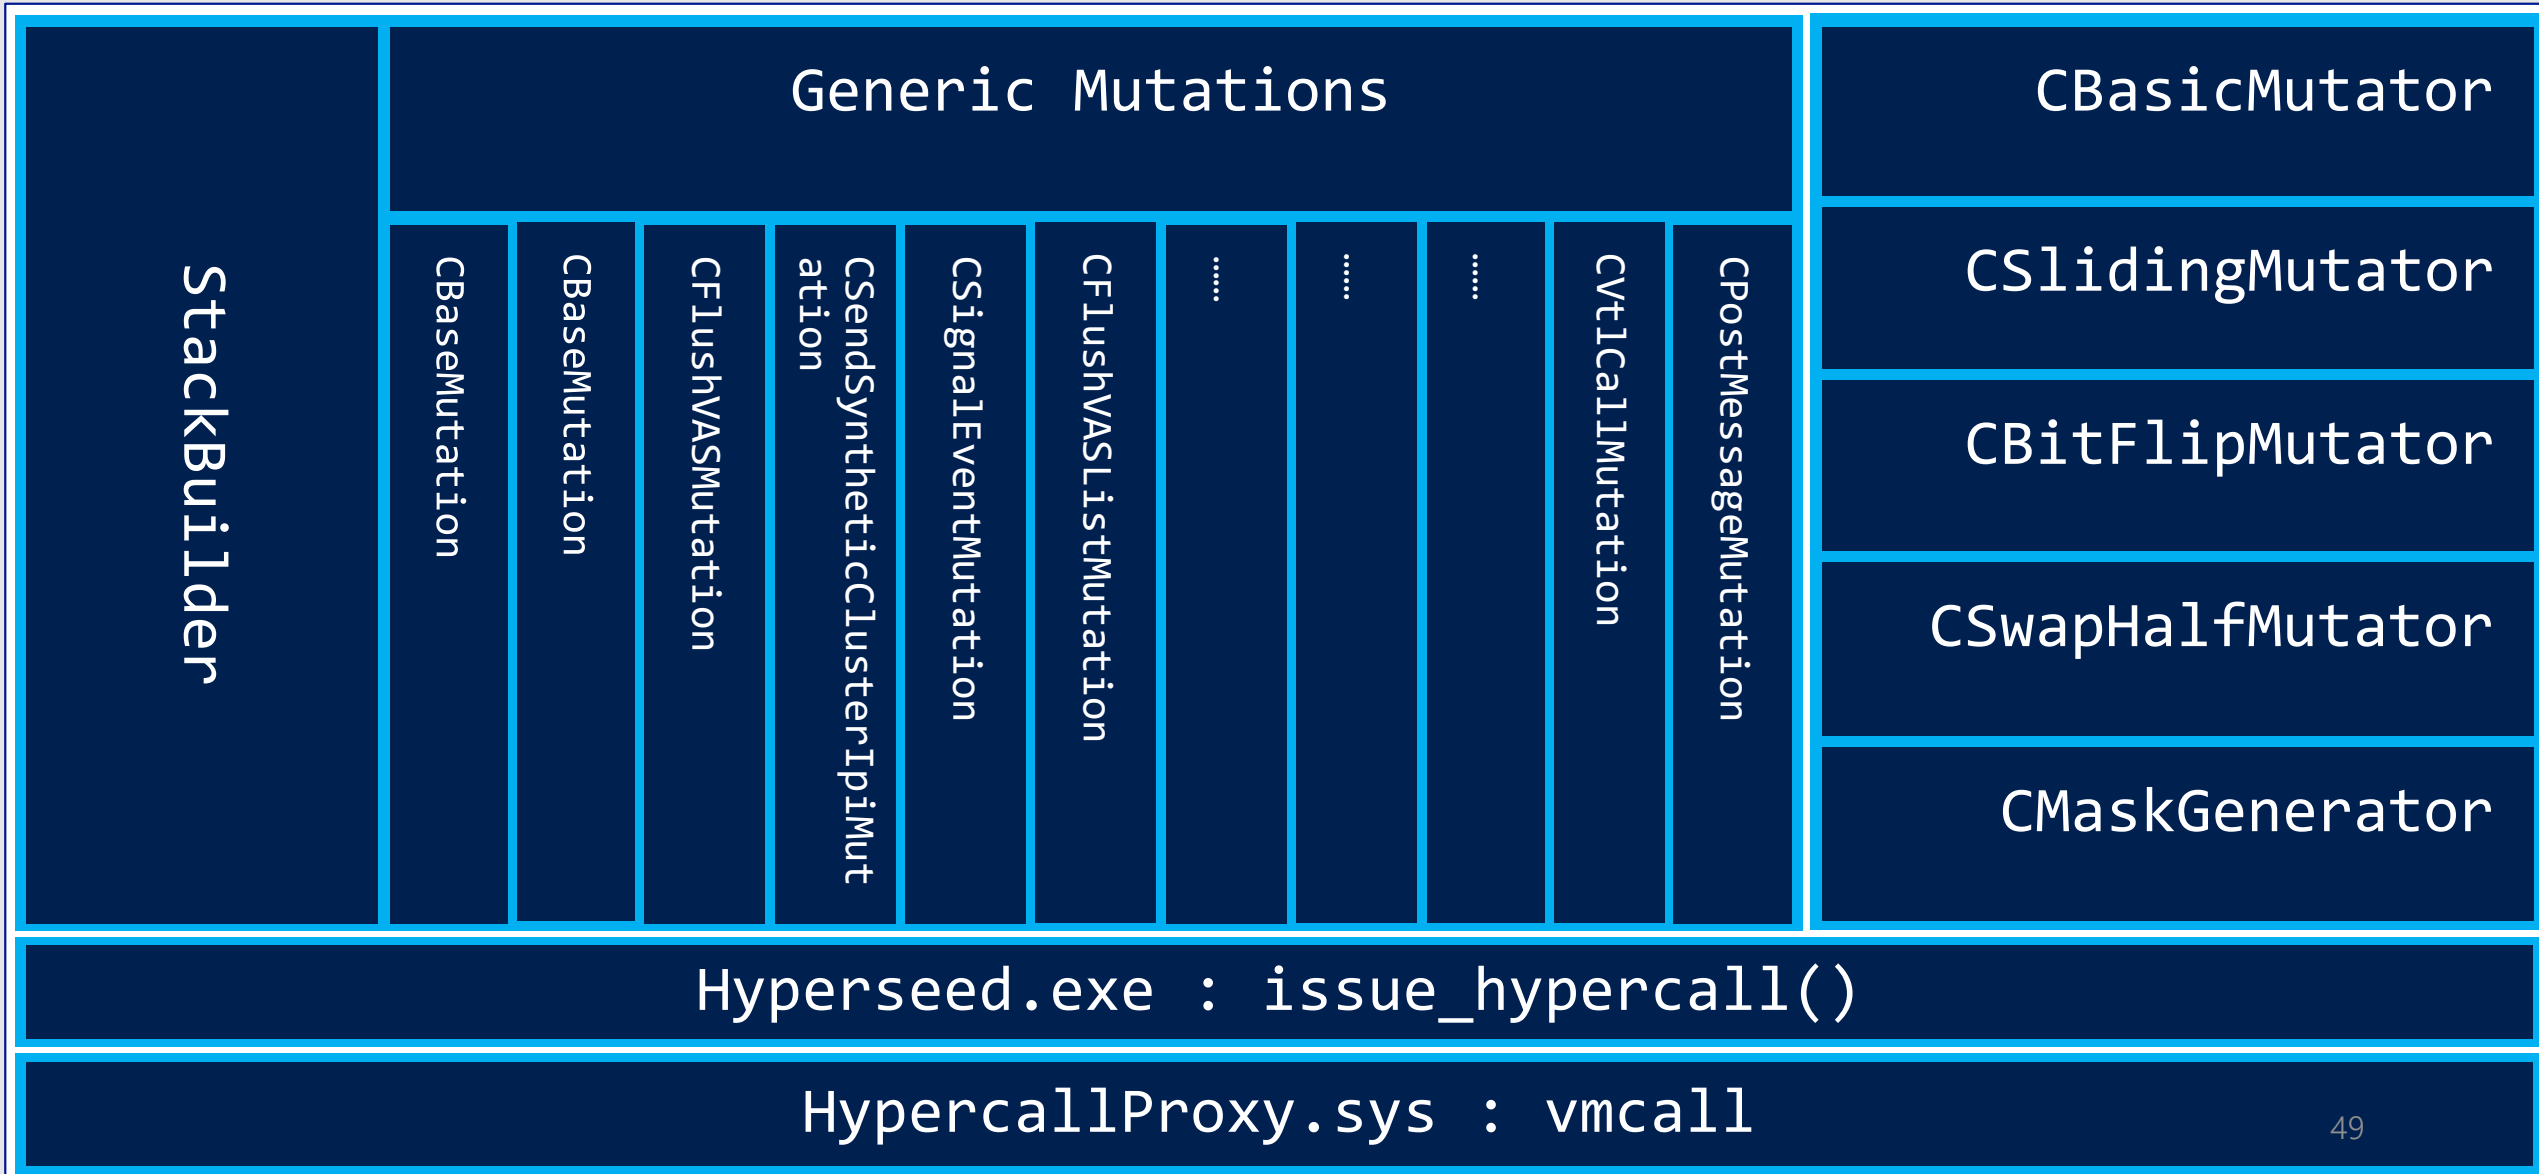 StackBuilder
Generic Mutations
CBaseMutation
CBaseMutation
CFlushVASMutation
CSendSyntheticClusterIpiMut
ation
CSignalEventMutation
CFlushVASListMutation
……
……
……
CVtlCallMutation
CPostMessageMutation
CBasicMutator
CSlidingMutator
CBitFlipMutator
CSwapHalfMutator
CMaskGenerator
Hyperseed.exe : issue_hypercall()
HypercallProxy.sys : vmcall
49